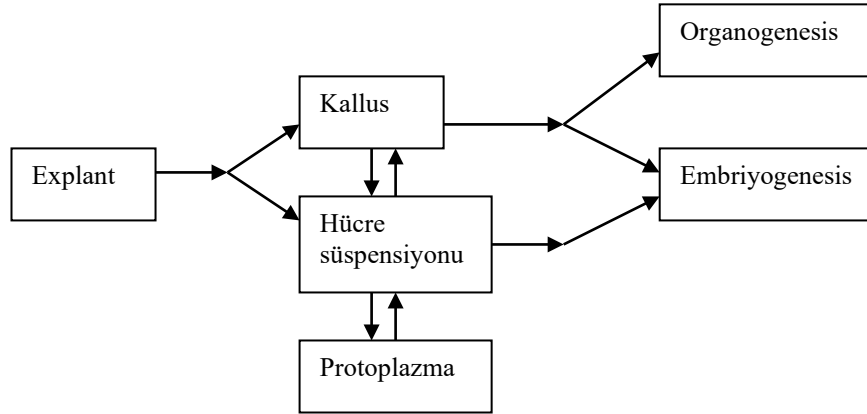 Organogenesis
Kallus
Explant
Embriyogenesis
Hücre
süspensiyonu
Protoplazma